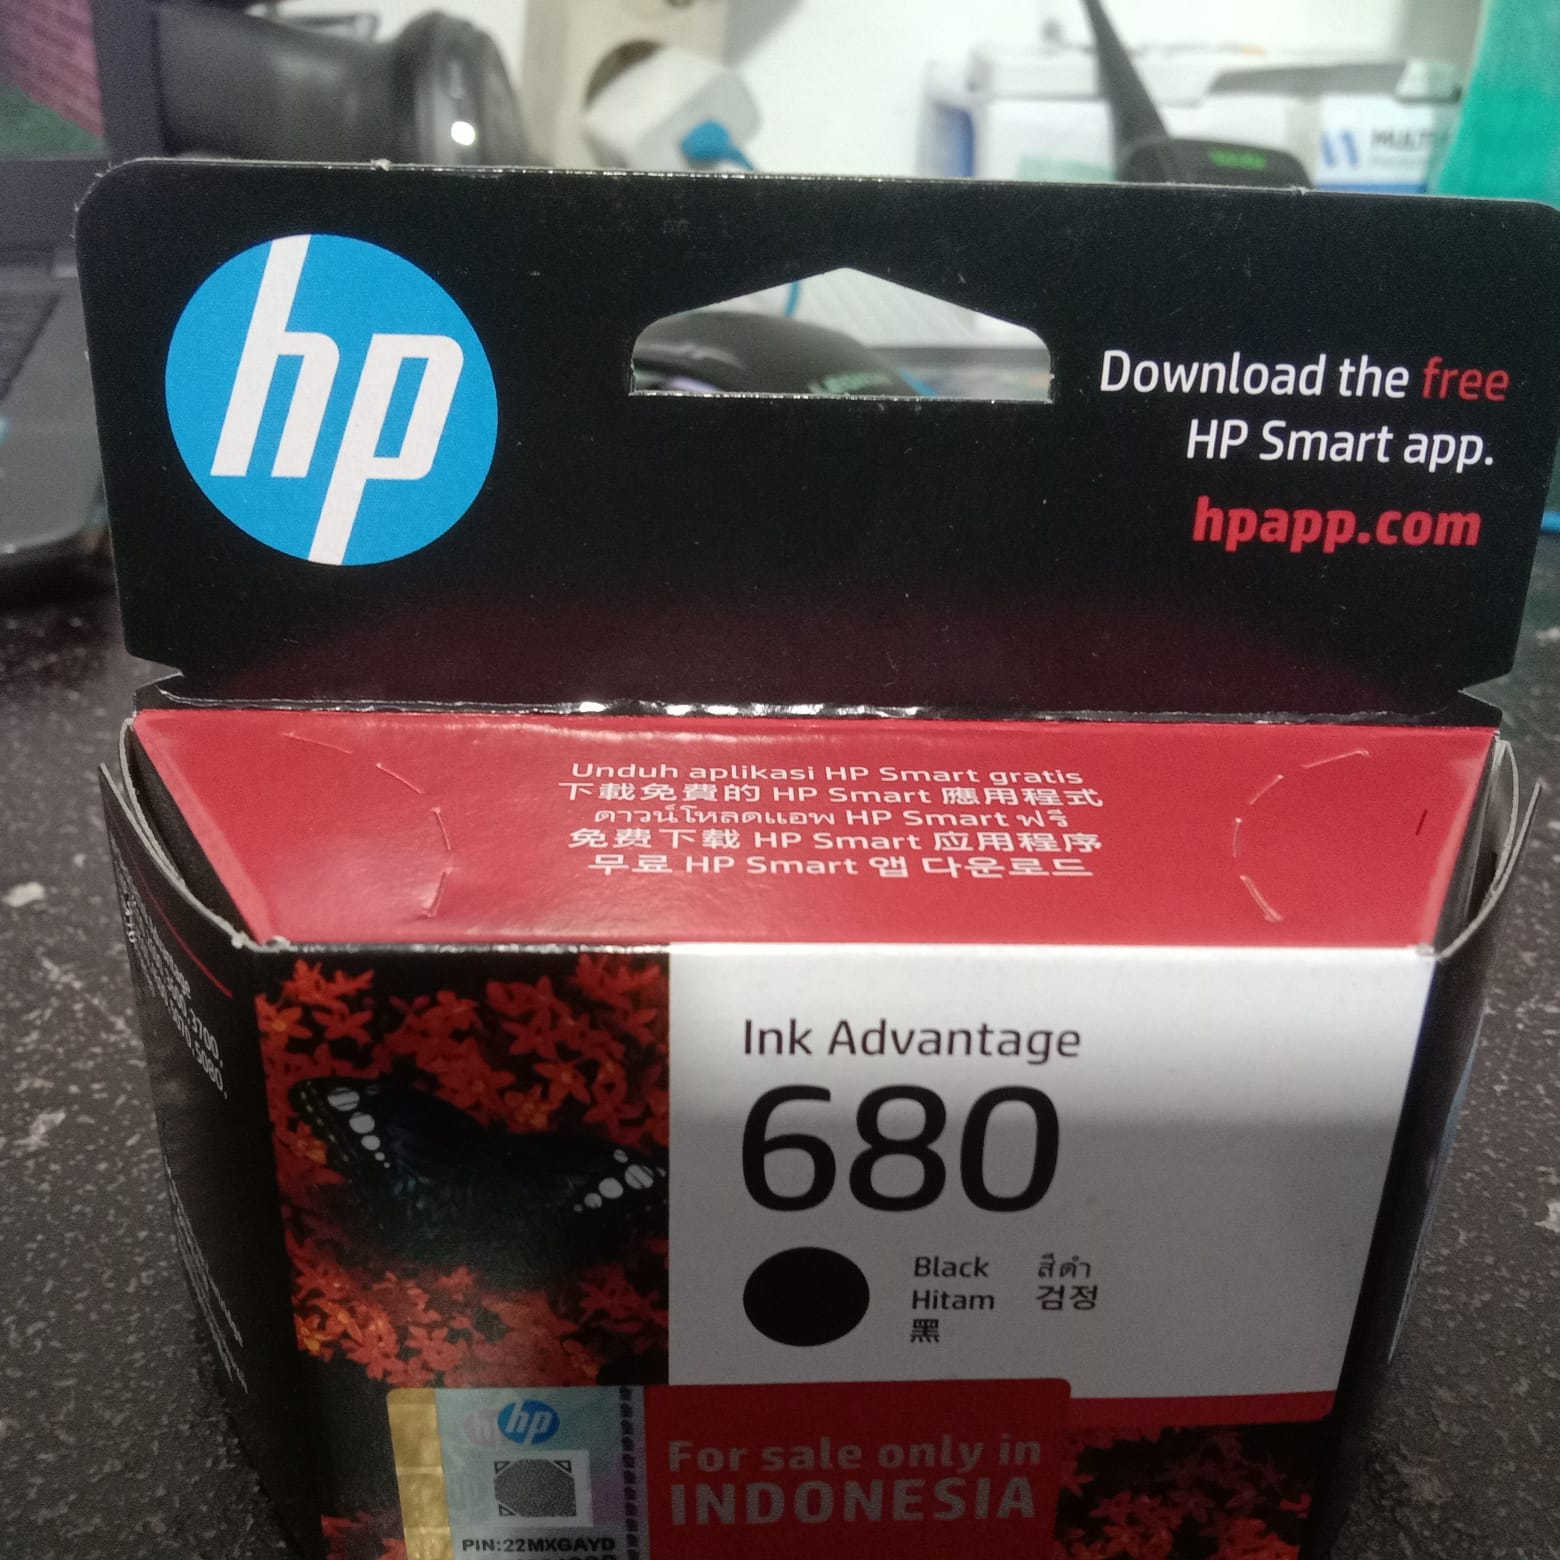 hp
Download the free
HP Smart app.
hpapp.com
Unduh aplikasi HP Smart gratis
下載免費的 HP Smart 應用程式
ดาวน์โหลดแอพ HP Smart ฟรี
免费下载 HP Smart 应用程序
무료 HP Smart 앱 다운로드
Ink Advantage
680
Black สีดำ
Hitam 검정
黑
hp
For sale only in
INDONESIA
PIN:22MXGAYD